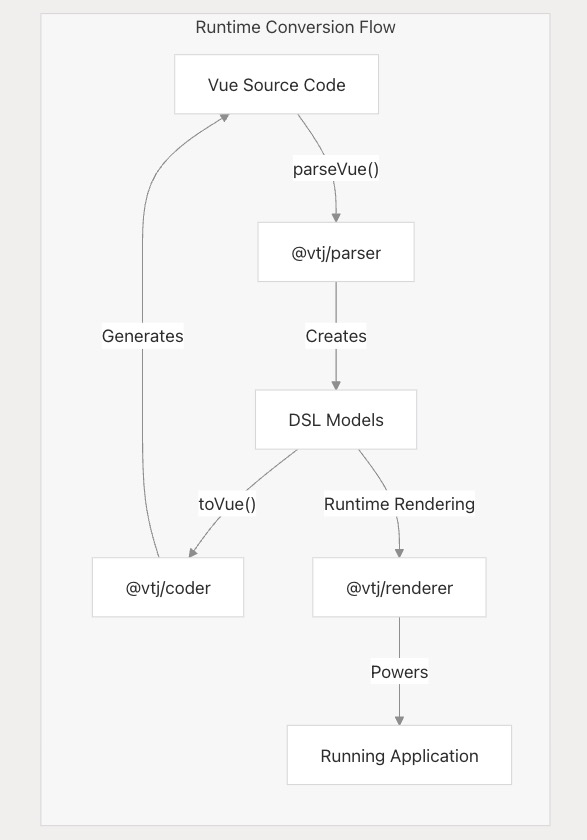 Runtime Conversion Flow
Vue Source Code
parseVue()
@vtj/parser
Generates
Creates
DSL Models
toVue()
Runtime Rendering
@vtj/coder
@vtj/renderer
Powers
Running Application